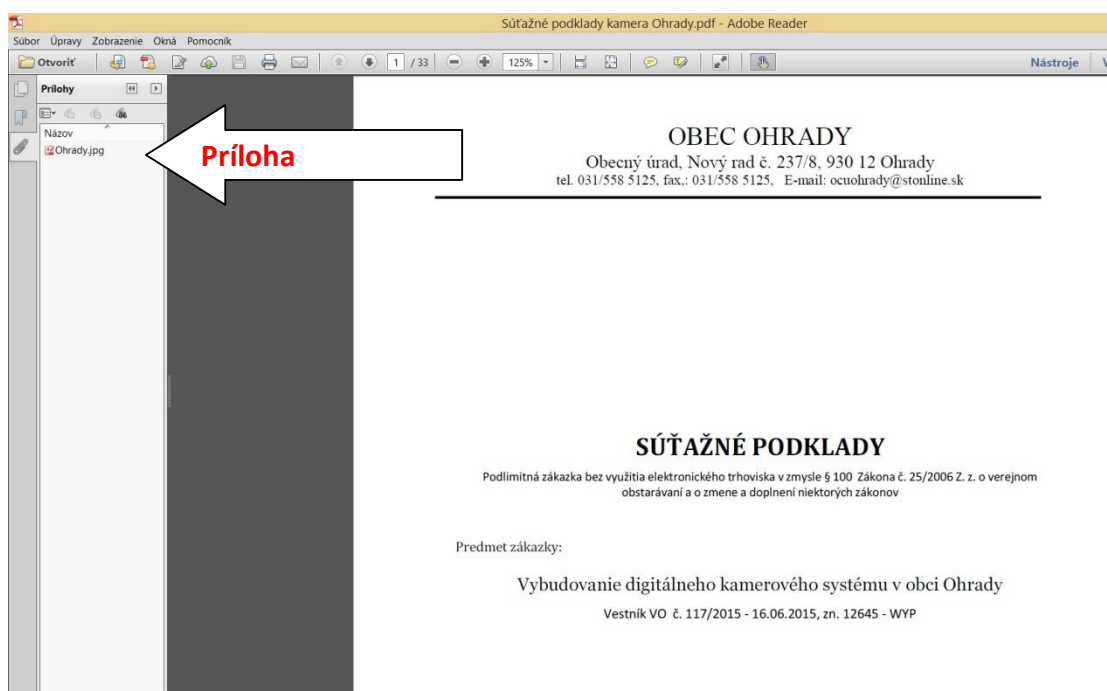 Súťažné podklady kamera Ohrady.pdf - Adobe Reader
Súbor Úpravy Zobrazenie Okná Pomocník
Otvoriť 1 / 33 125% Nástroje
Prílohy
Názov
Ohrady.jpg
Príloha
OBEC OHRADY
Obecný úrad, Nový rad č. 237/8, 930 12 Ohrady
tel. 031/558 5125, fax,: 031/558 5125, E-mail: ocuohrady@stonline.sk
SÚŤAŽNÉ PODKLADY
Podlimitná zákazka bez využitia elektronického trhoviska v zmysle § 100 Zákona č. 25/2006 Z. z. o verejnom
obstarávaní a o zmene a doplnení niektorých zákonov
Predmet zákazky:
Vybudovanie digitálneho kamerového systému v obci Ohrady
Vestník VO č. 117/2015 - 16.06.2015, zn. 12645 - WYP